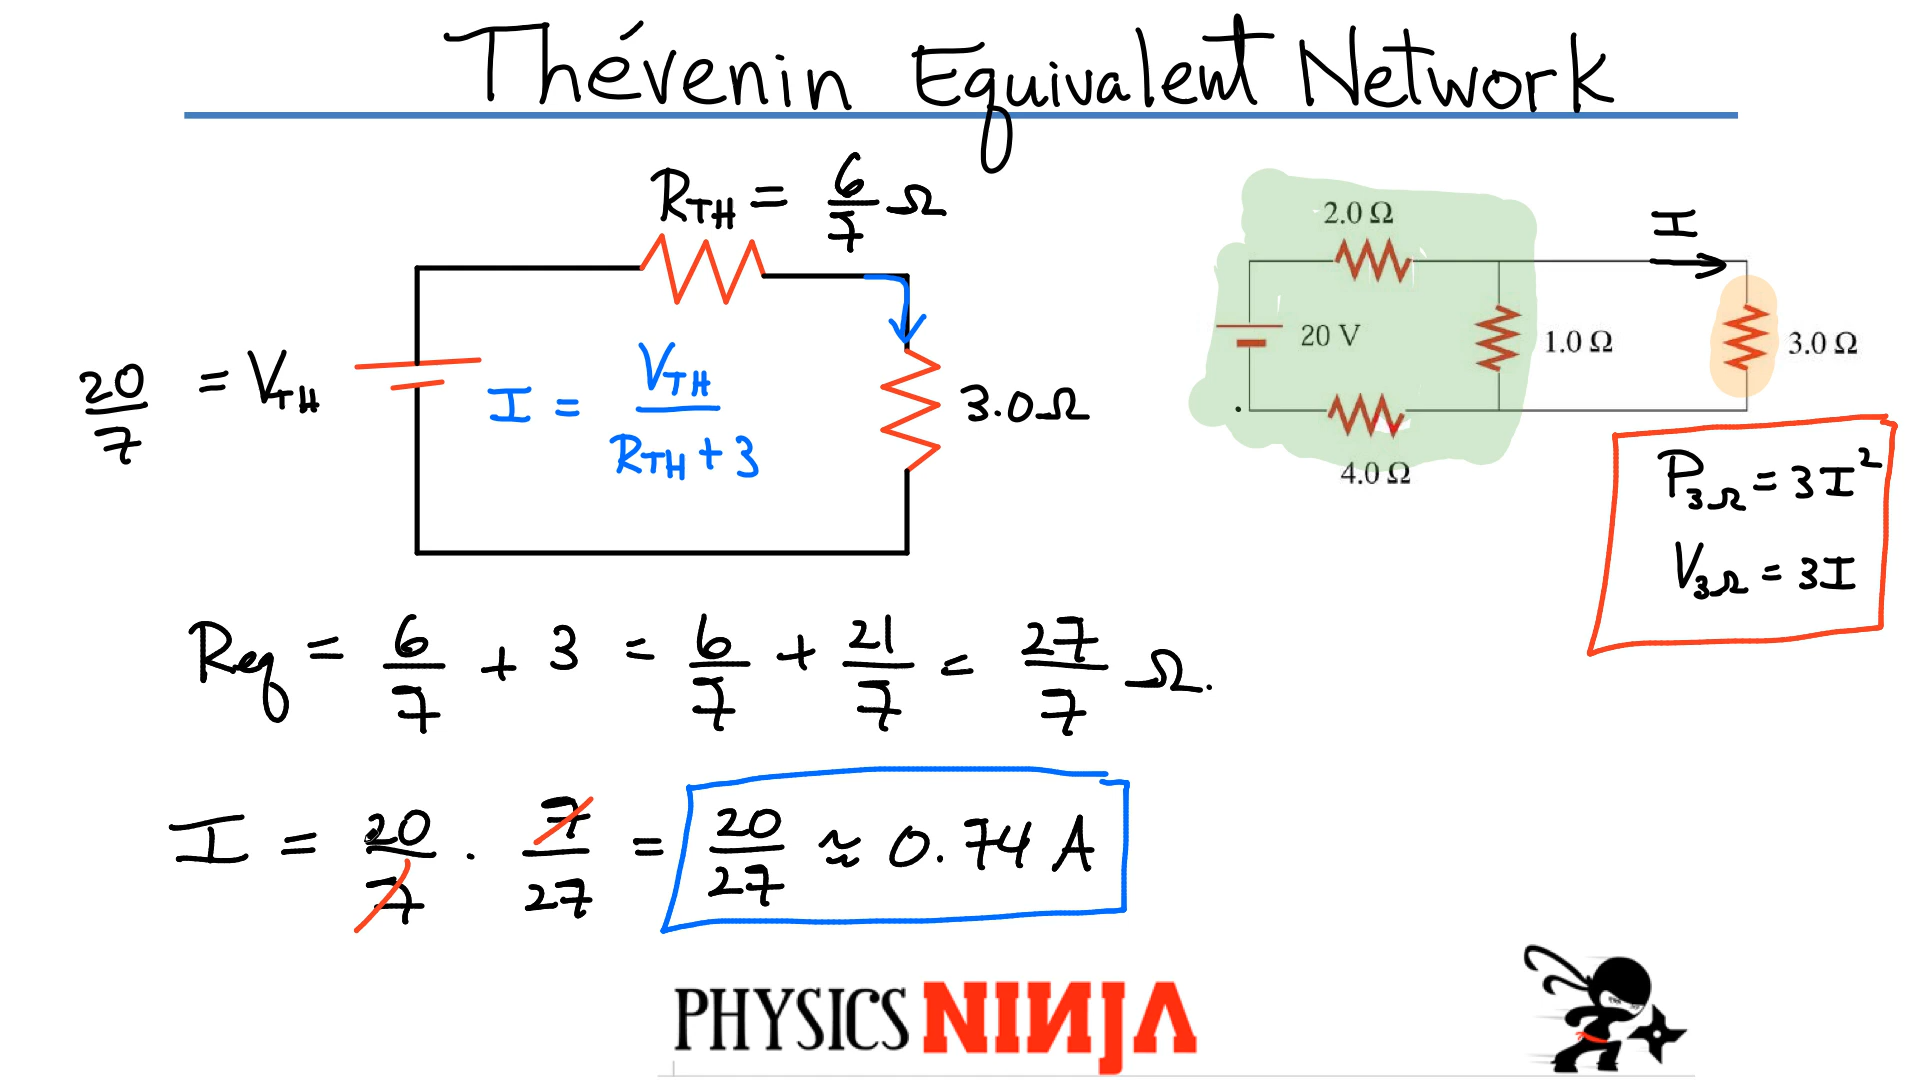 Thévenin Equivalent Network
R_TH = 6/7 Ω
20/7 = V_TH
I = V_TH / (R_TH + 3)
3.0Ω
2.0 Ω
I
20 V
1.0 Ω
3.0 Ω
4.0 Ω
P_3Ω = 3I²
V_3Ω = 3I
Req = 6/7 + 3 = 6/7 + 21/7 = 27/7 Ω.
I = 20/7 · 7/27 = 20/27 ≈ 0.74 A
PHYSICS NINJA